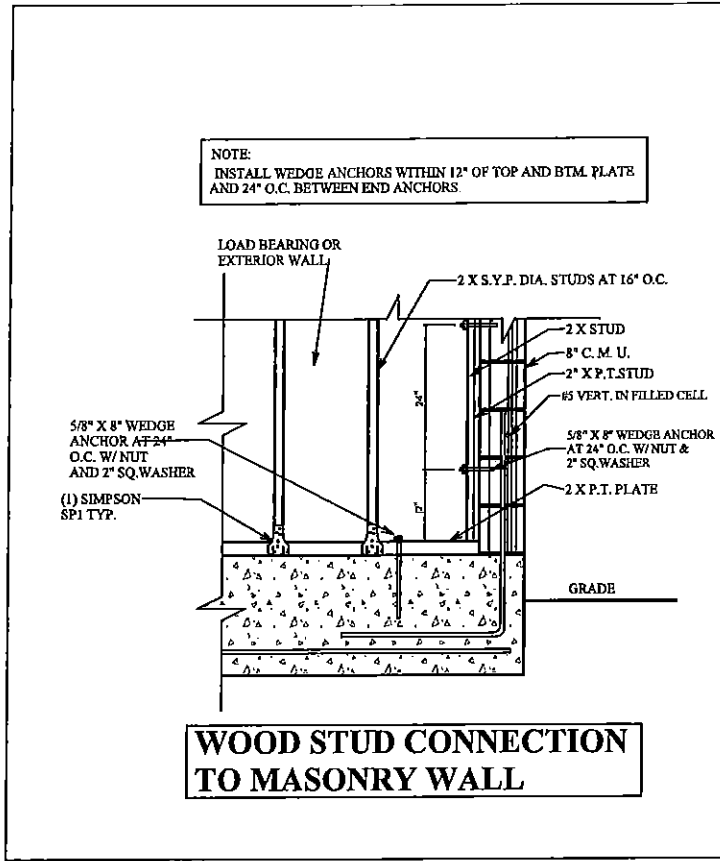 NOTE:
INSTALL WEDGE ANCHORS WITHIN 12" OF TOP AND BTM. PLATE
AND 24" O.C. BETWEEN END ANCHORS.
LOAD BEARING OR
EXTERIOR WALL
2 X S.Y.P. DIA. STUDS AT 16" O.C.
2 X STUD
8" C. M. U.
2" X P.T.STUD
#5 VERT. IN FILLED CELL
5/8" X 8" WEDGE ANCHOR
AT 24" O.C. W/NUT &
2" SQ.WASHER
2 X P.T. PLATE
24"
12"
5/8" X 8" WEDGE
ANCHOR AT 24"
O.C. W/ NUT
AND 2" SQ.WASHER
(1) SIMPSON
SP1 TYP.
GRADE
WOOD STUD CONNECTION
TO MASONRY WALL